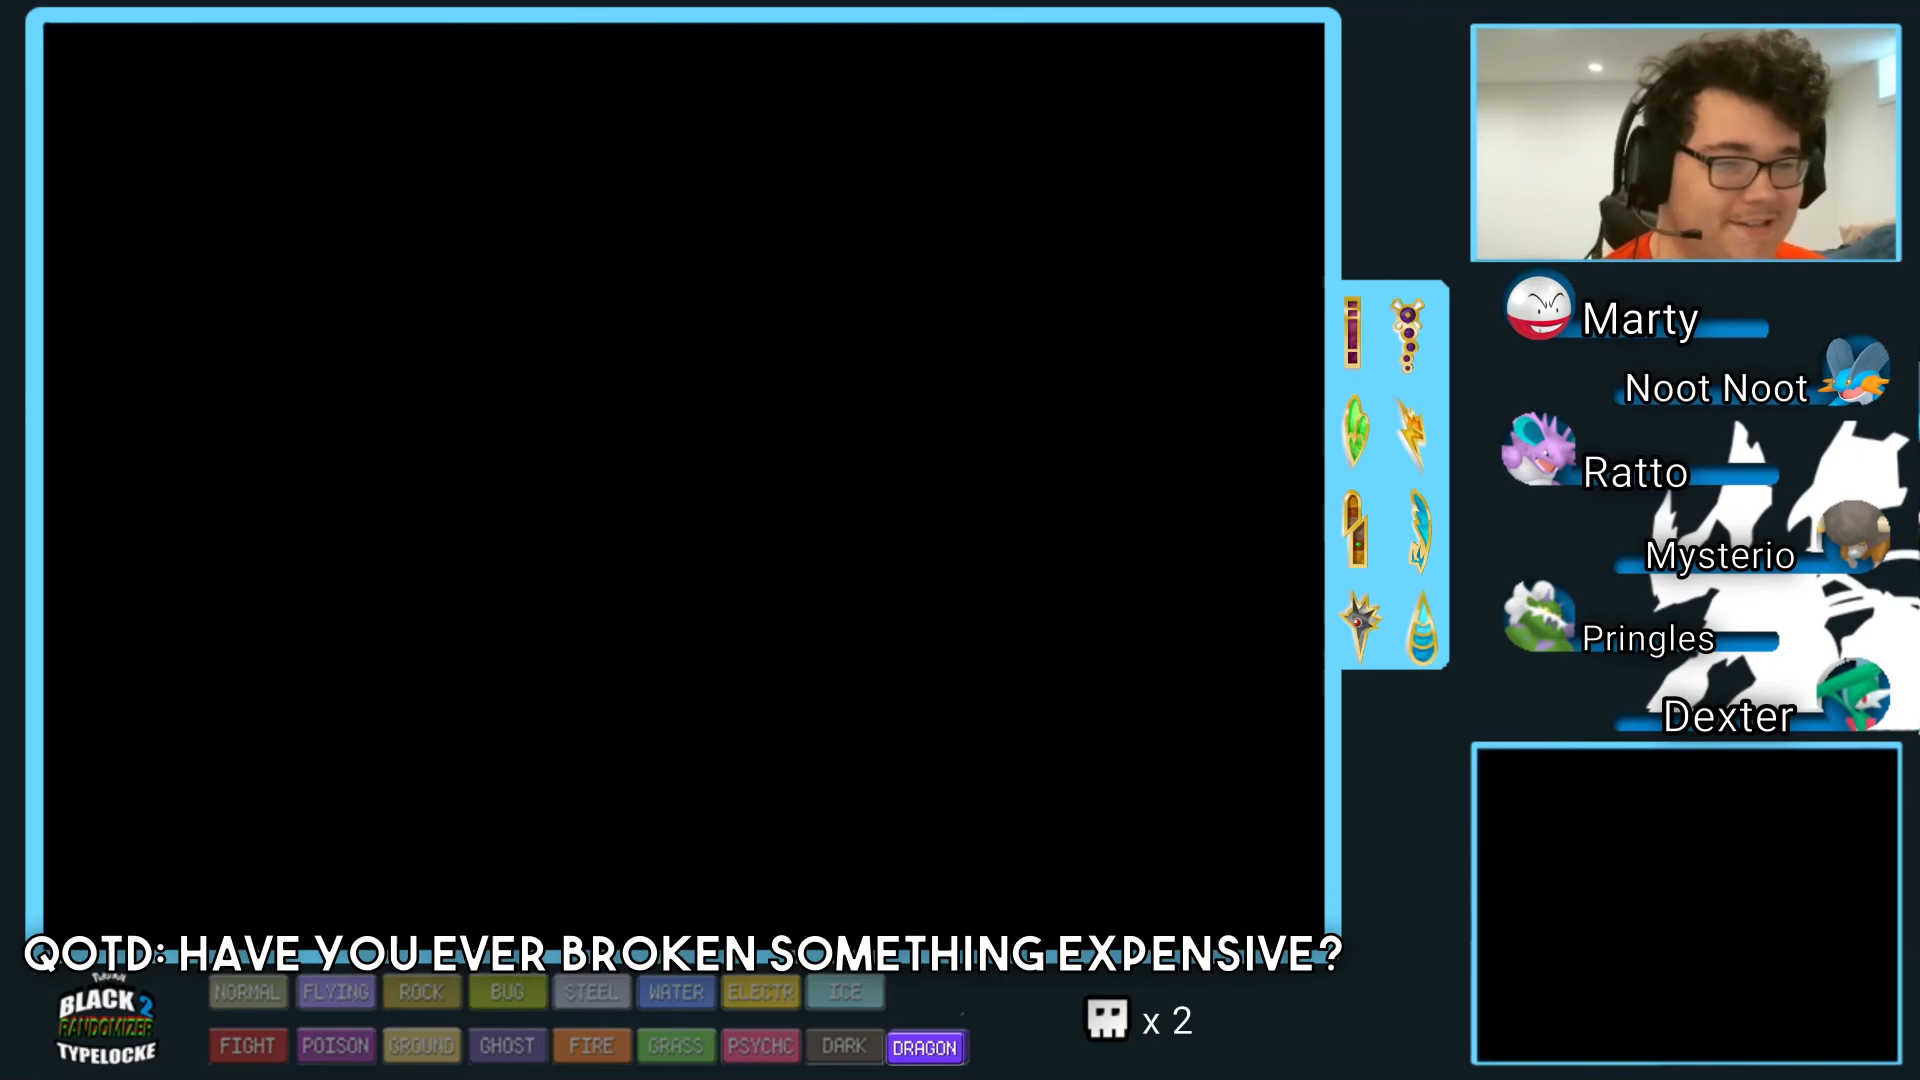 Marty
Noot Noot
Ratto
Mysterio
Pringles
Dexter
QOTD: HAVE YOU EVER BROKEN SOMETHING EXPENSIVE?
POKéMON
BLACK 2
RANDOMIZER
TYPELOCKE
NORMAL FLYING ROCK BUG STEEL WATER ELECTR ICE
FIGHT POISON GROUND GHOST FIRE GRASS PSYCHC DARK DRAGON
x 2